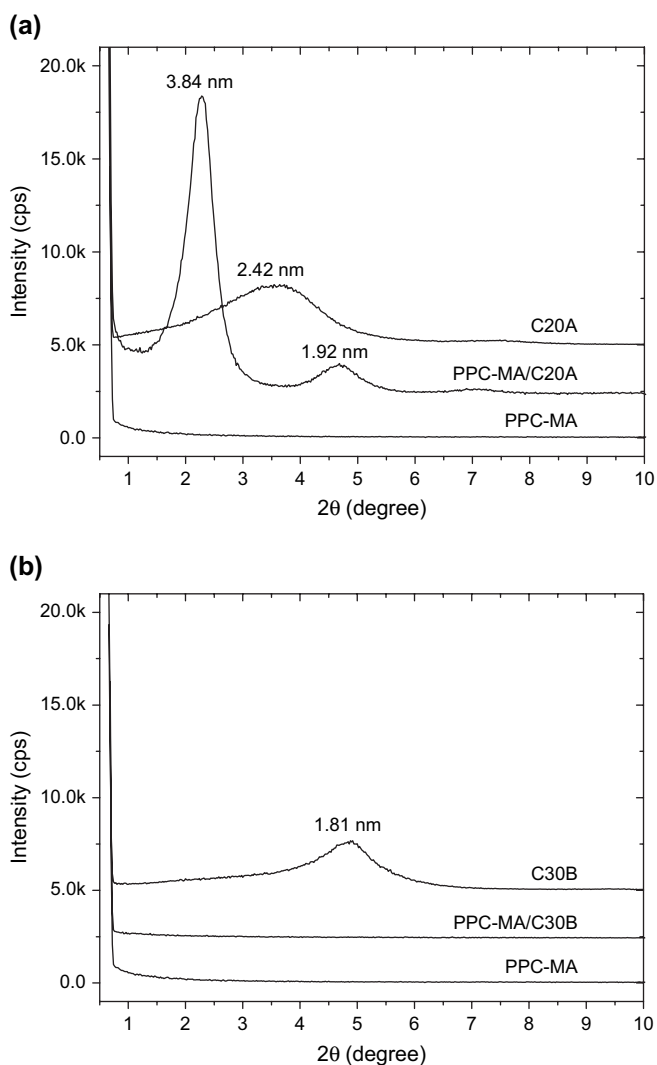 (a)
20.0k
15.0k
10.0k
5.0k
0.0
Intensity (cps)
3.84 nm
2.42 nm
1.92 nm
C20A
PPC-MA/C20A
PPC-MA
1 2 3 4 5 6 7 8 9 10
2θ (degree)
(b)
20.0k
15.0k
10.0k
5.0k
0.0
Intensity (cps)
1.81 nm
C30B
PPC-MA/C30B
PPC-MA
1 2 3 4 5 6 7 8 9 10
2θ (degree)